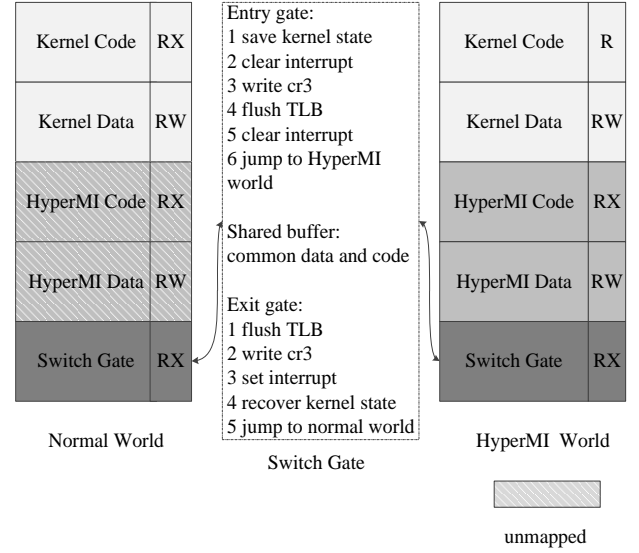 Kernel Code RX
Kernel Data RW
HyperMI Code RX
HyperMI Data RW
Switch Gate RX
Normal World
Entry gate:
1 save kernel state
2 clear interrupt
3 write cr3
4 flush TLB
5 clear interrupt
6 jump to HyperMI
world
Shared buffer:
common data and code
Exit gate:
1 flush TLB
2 write cr3
3 set interrupt
4 recover kernel state
5 jump to normal world
Switch Gate
Kernel Code R
Kernel Data RW
HyperMI Code RX
HyperMI Data RW
Switch Gate RX
HyperMI World
unmapped